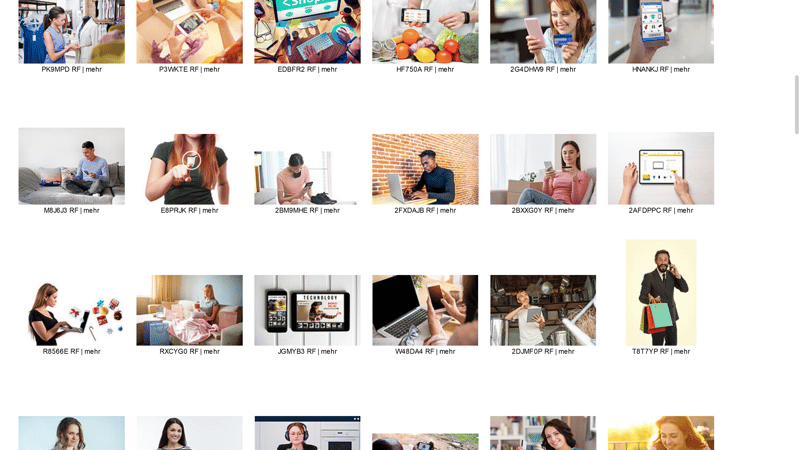 <Shop
PK9MPD RF | mehr
P3WKTE RF | mehr
EDBFR2 RF | mehr
HF750A RF | mehr
2G4DHW9 RF | mehr
HNANKJ RF | mehr
M8J6J3 RF | mehr
E8PRJK RF | mehr
2BM9MHE RF | mehr
2FXDAJB RF | mehr
2BXXG0Y RF | mehr
2AFDPPC RF | mehr
TECHNOLOGY
R8566E RF | mehr
RXCYG0 RF | mehr
JGMYB3 RF | mehr
W48DA4 RF | mehr
2DJMF0P RF | mehr
T8T7YP RF | mehr